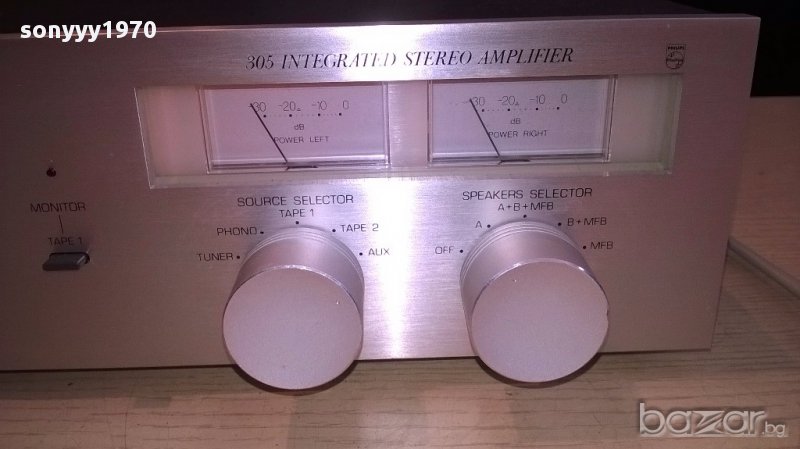 sonyyy1970
305 INTEGRATED STEREO AMPLIFIER
PHILIPS
30 -20 -10 0
dB
POWER LEFT
30 -20 -10 0
dB
POWER RIGHT
MONITOR
TAPE 1
SOURCE SELECTOR
TAPE 1
PHONO
TAPE 2
TUNER
AUX
SPEAKERS SELECTOR
A+B+MFB
A
B+MFB
OFF
MFB
bazar.bg